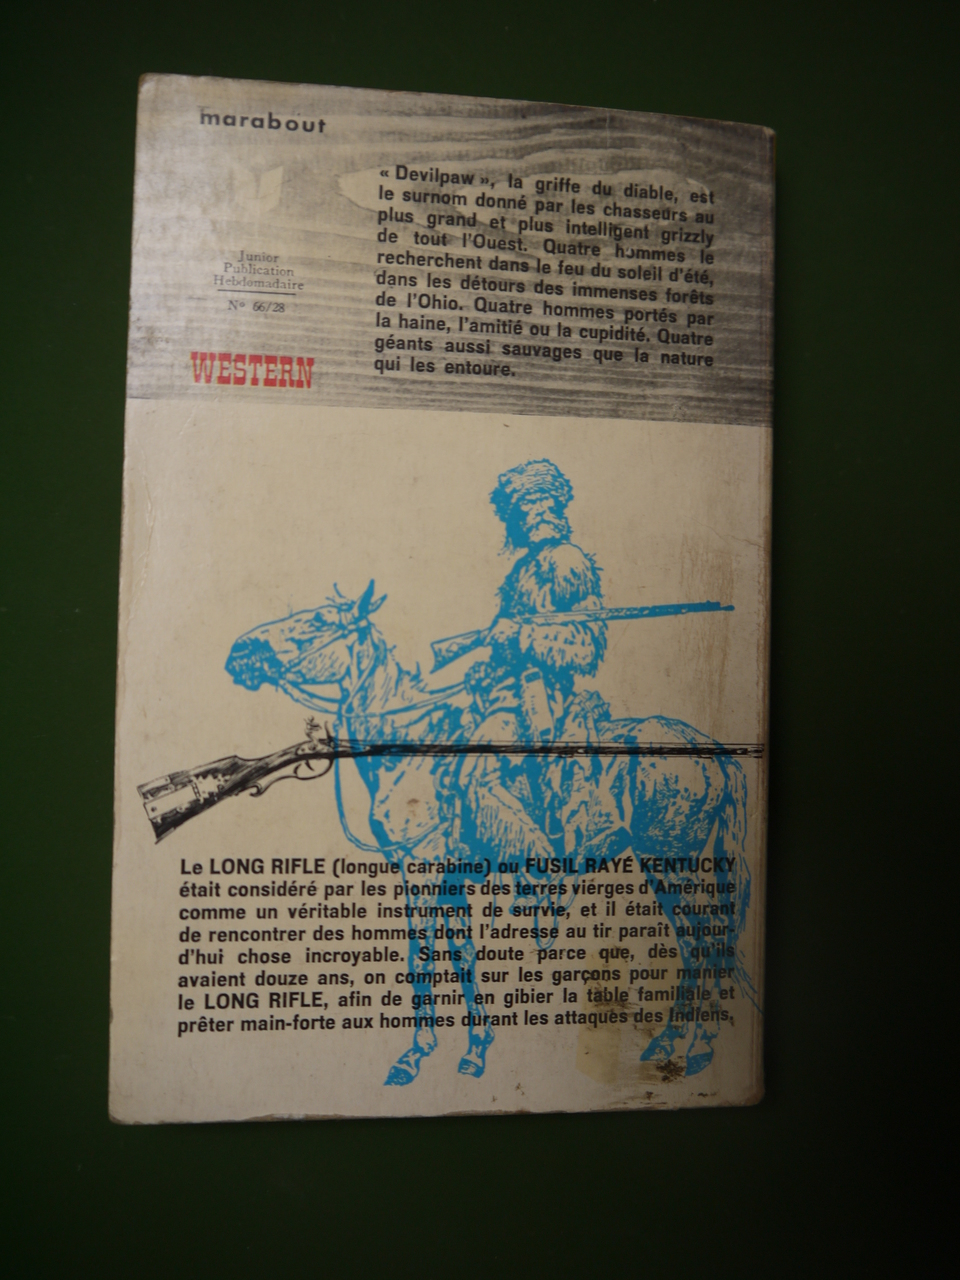 marabout
« Devilpaw », la griffe du diable, est
le surnom donné par les chasseurs au
plus grand et plus intelligent grizzly
de tout l'Ouest. Quatre hommes le
recherchent dans le feu du soleil d'été,
dans les détours des immenses forêts
de l'Ohio. Quatre hommes portés par
la haine, l'amitié ou la cupidité. Quatre
géants aussi sauvages que la nature
qui les entoure.
Junior
Publication
Hebdomadaire
N° 66/28
WESTERN
Le LONG RIFLE (longue carabine) ou FUSIL RAYÉ KENTUCKY
était considéré par les pionniers des terres viérges d'Amérique
comme un véritable instrument de survie, et il était courant
de rencontrer des hommes dont l'adresse au tir paraît aujour-
d'hui chose incroyable. Sans doute parce que, dès qu'ils
avaient douze ans, on comptait sur les garçons pour manier
le LONG RIFLE, afin de garnir en gibier la table familiale et
prêter main-forte aux hommes durant les attaques des Indiens.